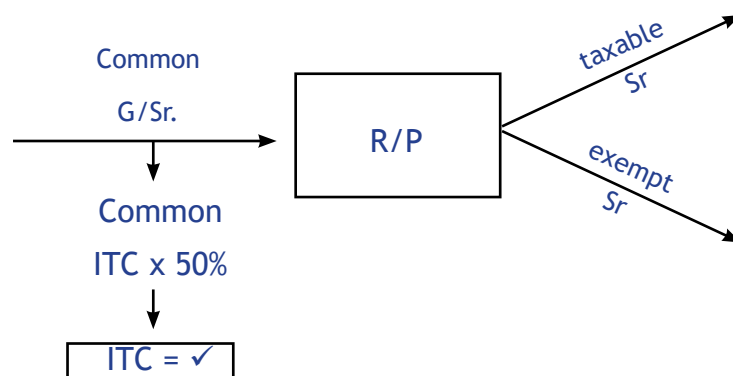 Common
G/Sr.
R/P
taxable
Sr
exempt
Sr
Common
ITC x 50%
ITC = ✓